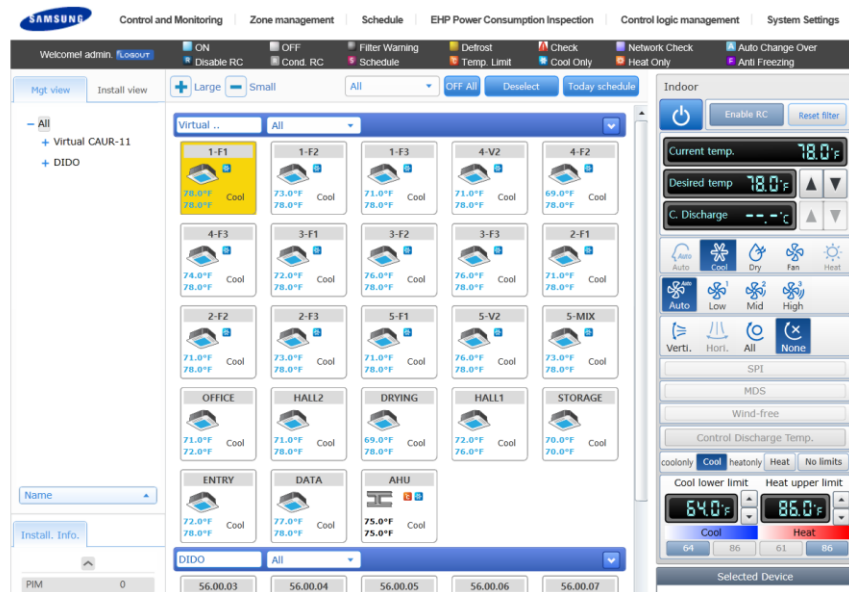 SAMSUNG
Control and Monitoring Zone management Schedule EHP Power Consumption Inspection Control logic management System Settings
Welcome! admin. LOGOUT
ON OFF Filter Warning Defrost Check Network Check Auto Change Over
Disable RC Cond. RC Schedule Temp. Limit Cool Only Heat Only Anti Freezing
Mgt view Install view
Large Small All OFF All Deselect Today schedule
All
Virtual CAUR-11
DIDO
Virtual .. All
1-F1 1-F2 1-F3 4-V2 4-F2
78.0°F 73.0°F 71.0°F 71.0°F 69.0°F
Cool Cool Cool Cool Cool
78.0°F 78.0°F 78.0°F 78.0°F 78.0°F
4-F3 3-F1 3-F2 3-F3 2-F1
74.0°F 72.0°F 76.0°F 76.0°F 71.0°F
Cool Cool Cool Cool Cool
78.0°F 78.0°F 78.0°F 78.0°F 78.0°F
2-F2 2-F3 5-F1 5-V2 5-MIX
71.0°F 73.0°F 71.0°F 76.0°F 73.0°F
Cool Cool Cool Cool Cool
78.0°F 78.0°F 78.0°F 78.0°F 78.0°F
OFFICE HALL2 DRYING HALL1 STORAGE
71.0°F 71.0°F 69.0°F 72.0°F 70.0°F
Cool Cool Cool Cool Cool
72.0°F 78.0°F 78.0°F 76.0°F 70.0°F
ENTRY DATA AHU
72.0°F 77.0°F 75.0°F
Cool Cool Cool
78.0°F 78.0°F 75.0°F
DIDO All
56.00.03 56.00.04 56.00.05 56.00.06 56.00.07
Name
Install. Info.
PIM 0
Indoor
Enable RC Reset filter
Current temp. 78.0°F
Desired temp 78.0°F
C. Discharge --.-°C
Auto
Auto Cool Dry Fan Heat
Auto 1 2 3
Auto Low Mid High
Verti. Hori. All None
SPI
MDS
Wind-free
Control Discharge Temp.
coolonly Cool heatonly Heat No limits
Cool lower limit Heat upper limit
64.0°F 86.0°F
Cool Heat
64 86 61 86
Selected Device